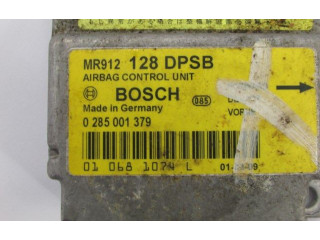 MR912 128 DPSB
AIRBAG CONTROL UNIT
BOSCH
Made in Germany
0 285 001 379
01 068 1074 L